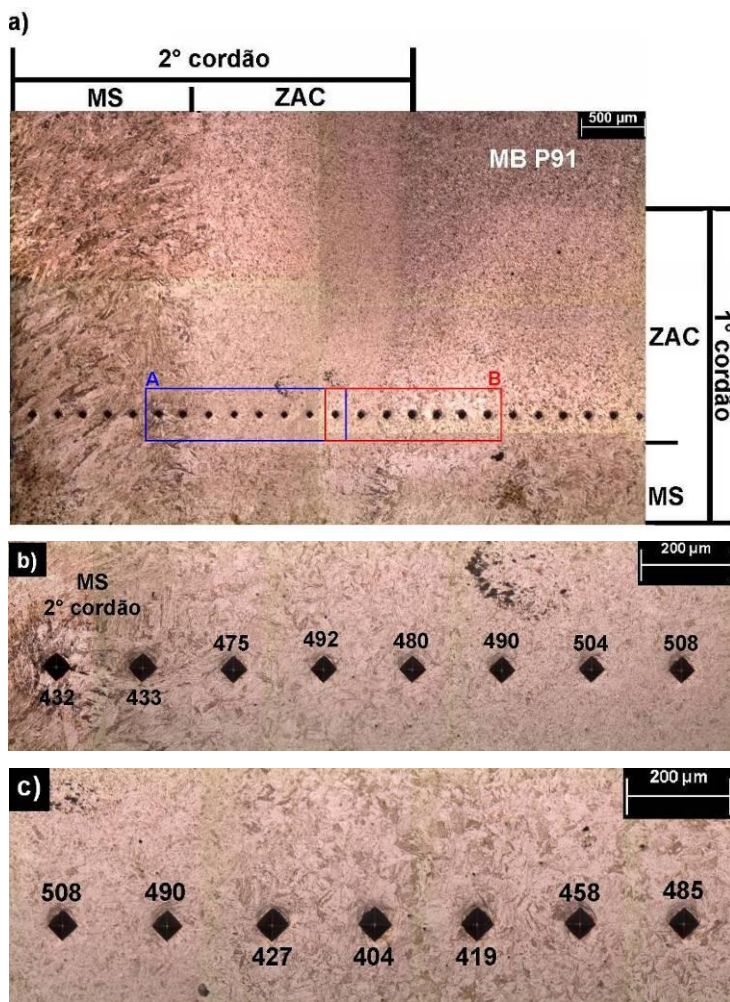 a)
2° cordão
MS
ZAC
500 µm
MB P91
ZAC
1° cordão
MS
A
B
b)
200 µm
MS
2° cordão
475
492
480
490
504
508
432
433
c)
200 µm
508
490
458
485
427
404
419